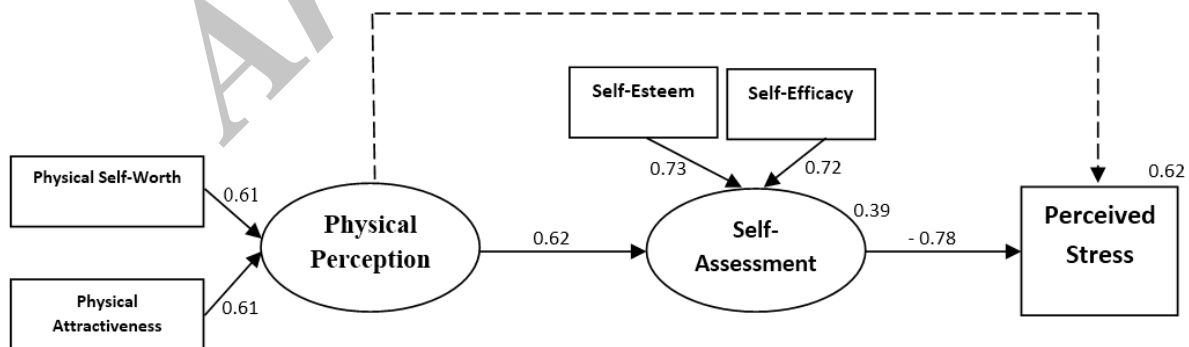 Self-Esteem
Self-Efficacy
0.73
0.72
0.62
Physical Self-Worth
0.61
Physical
Perception
0.62
Self-
Assessment
0.39
- 0.78
Perceived
Stress
Physical
Attractiveness
0.61